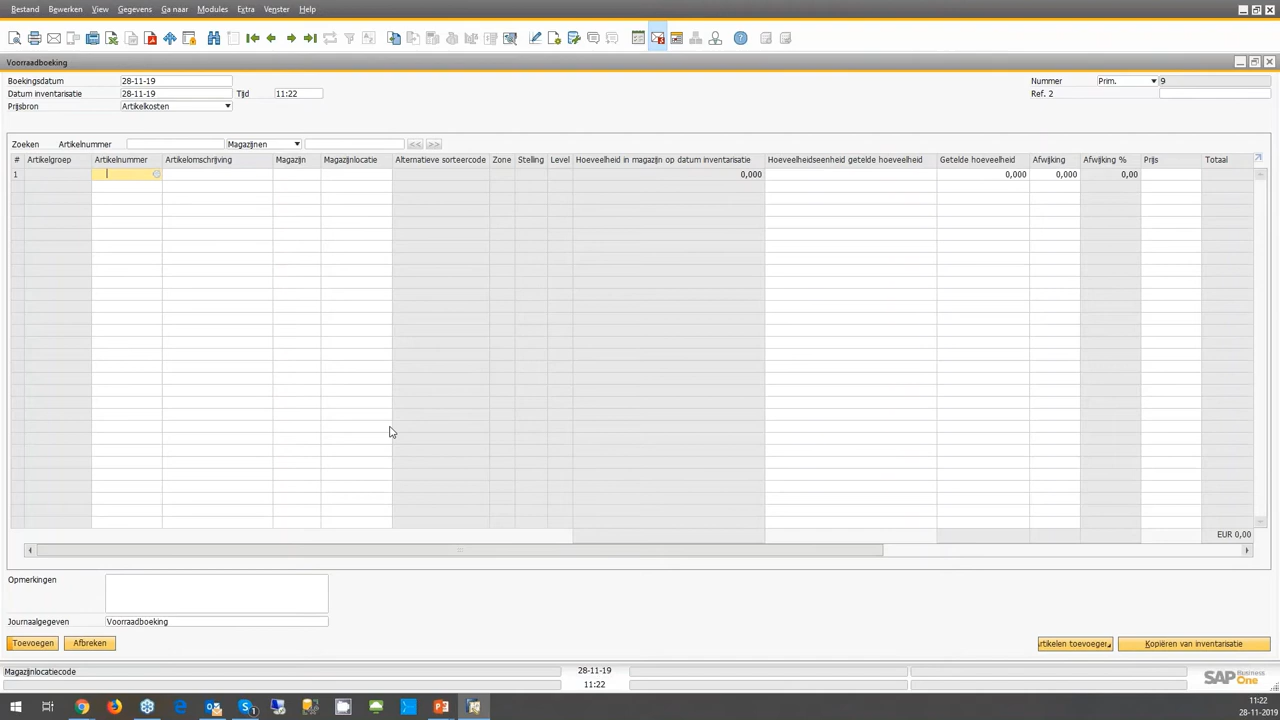 Bestand Bewerken View Gegevens Ga naar Modules Extra Venster Help
Voorraadboeking
Boekingsdatum 28-11-19 Nummer Prim. 9
Datum inventarisatie 28-11-19 Tijd 11:22 Ref. 2
Prijsbron Artikelkosten
Zoeken Artikelnummer Magazijnen << >>
# Artikelgroep Artikelnummer Artikelomschrijving Magazijn Magazijnlocatie Alternatieve sorteercode Zone Stelling Level Hoeveelheid in magazijn op datum inventarisatie Hoeveelheidseenheid getelde hoeveelheid Getelde hoeveelheid Afwijking Afwijking % Prijs Totaal
1 0,000 0,000 0,000 0,00
EUR 0,00
Opmerkingen
Journaalgegeven Voorraadboeking
Toevoegen Afbreken rtikelen toevoeger Kopiëren van inventarisatie
Magazijnlocatiecode 28-11-19
11:22
SAP Business One
11:22
28-11-2019